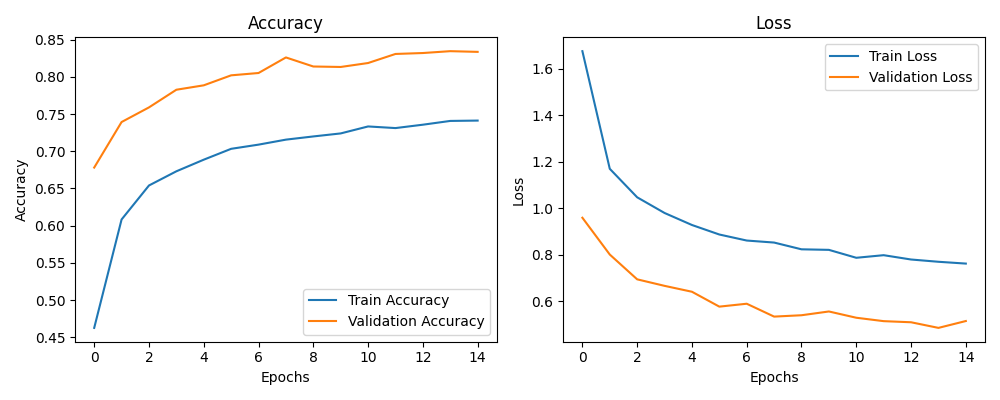 Accuracy
0.85
0.80
0.75
0.70
0.65
0.60
0.55
0.50
0.45
Accuracy
Train Accuracy
Validation Accuracy
0 2 4 6 8 10 12 14
Epochs
Loss
1.6
1.4
1.2
1.0
0.8
0.6
Loss
Train Loss
Validation Loss
0 2 4 6 8 10 12 14
Epochs